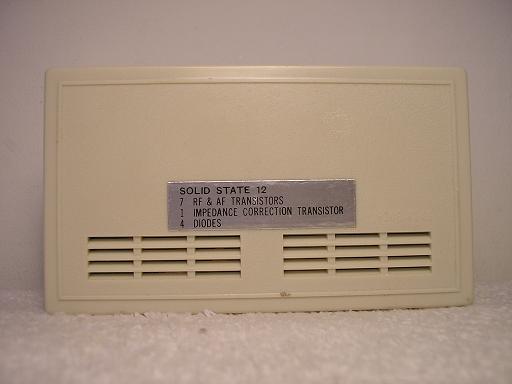 SOLID STATE 12
7 RF & AF TRANSISTORS
1 IMPEDANCE CORRECTION TRANSISTOR
4 DIODES